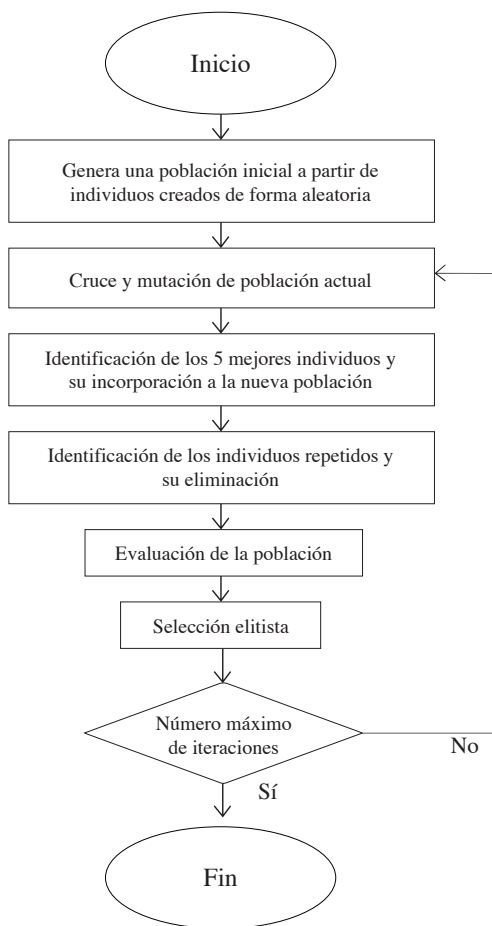 Inicio
Genera una población inicial a partir de
individuos creados de forma aleatoria
Cruce y mutación de población actual
Identificación de los 5 mejores individuos y
su incorporación a la nueva población
Identificación de los individuos repetidos y
su eliminación
Evaluación de la población
Selección elitista
Número máximo
de iteraciones
No
Sí
Fin